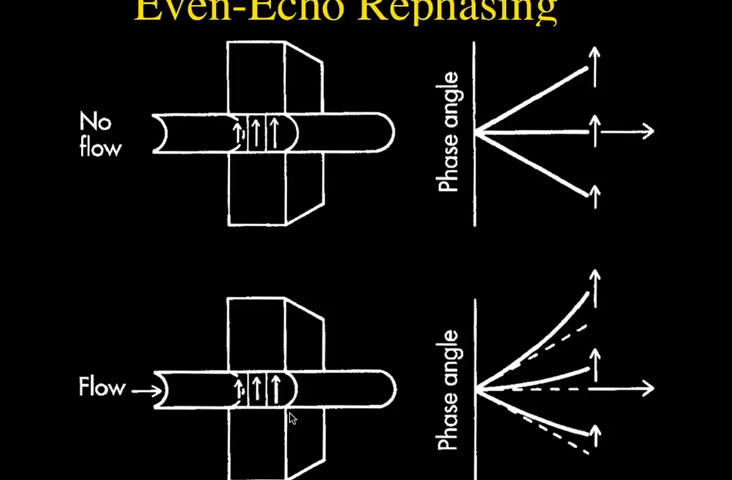 Even-Echo Rephasing
No
flow
Phase angle
Flow
Phase angle